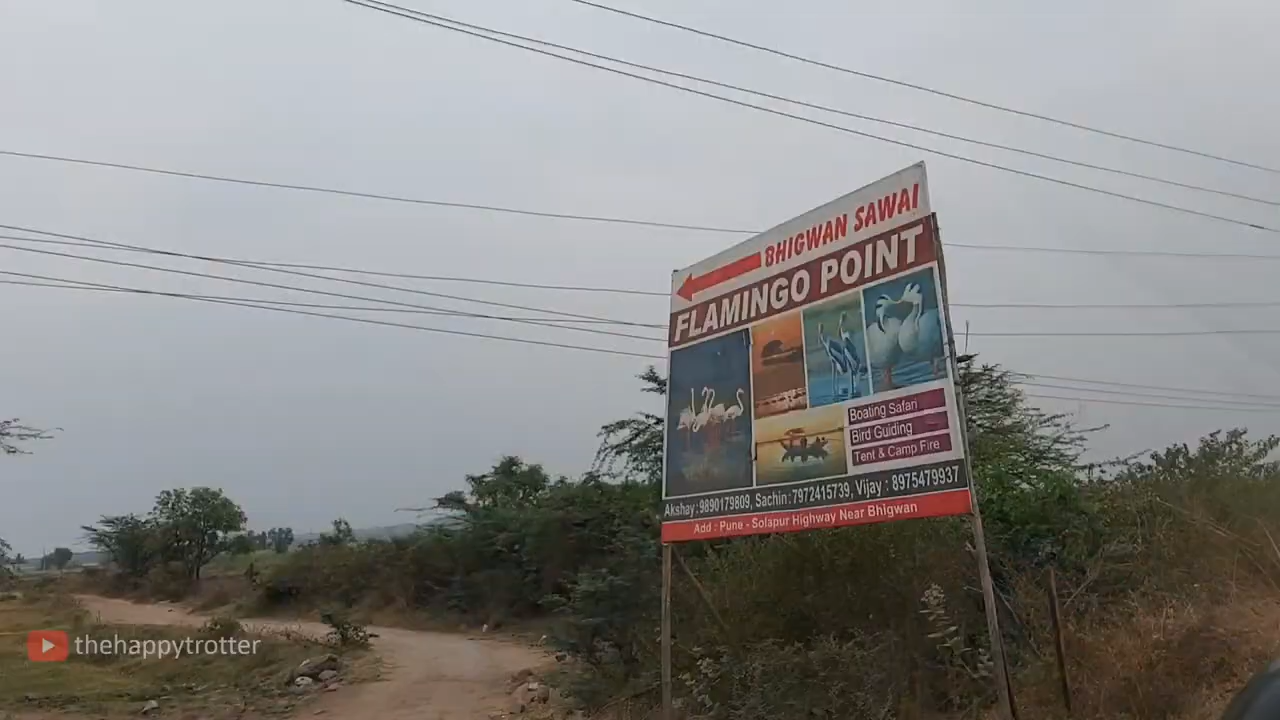 BHIGWAN SAWAI
FLAMINGO POINT
Boating Safari
Bird Guiding
Tent & Camp Fire
Akshay:9890179809, Sachin:7972415739, Vijay : 8975479937
Add : Pune - Solapur Highway Near Bhigwan
thehappytrotter